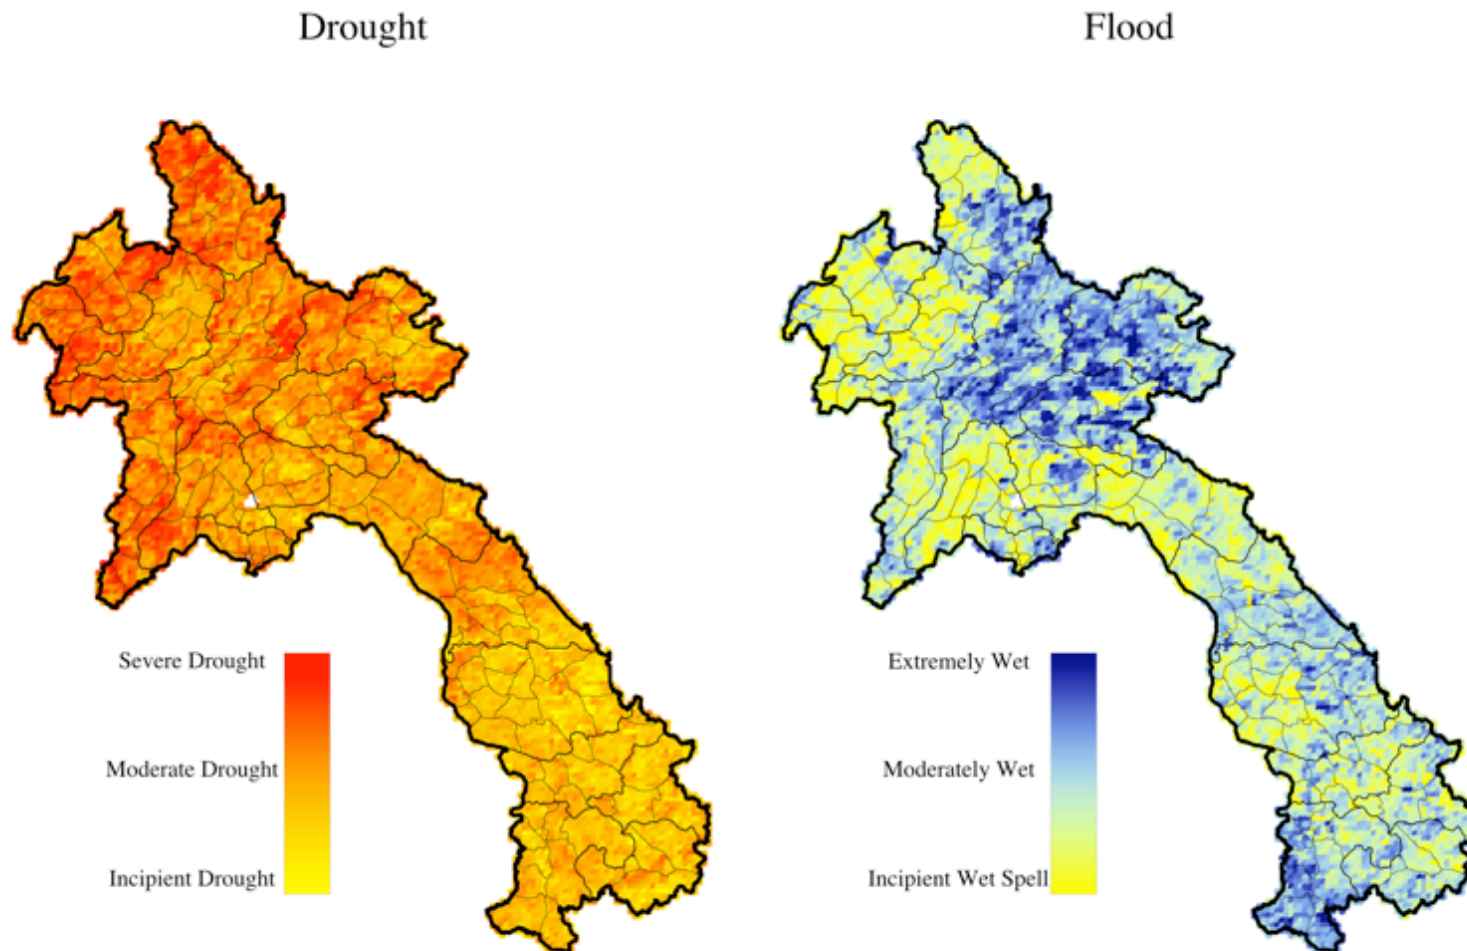 Drought
Flood
Severe Drought
Moderate Drought
Incipient Drought
Extremely Wet
Moderately Wet
Incipient Wet Spell